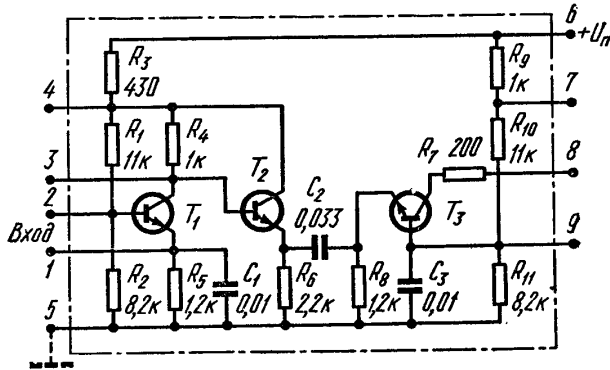 6
+Uп
R3
430
R9
1к
4
7
R1
11к
R4
1к
R10
11к
T2
R7 200
8
3
C2
0,033
2
T1
T3
9
Вход
1
R2
8,2к
R5
1,2к
C1
0,01
R6
2,2к
R8
1,2к
C3
0,01
R11
8,2к
5